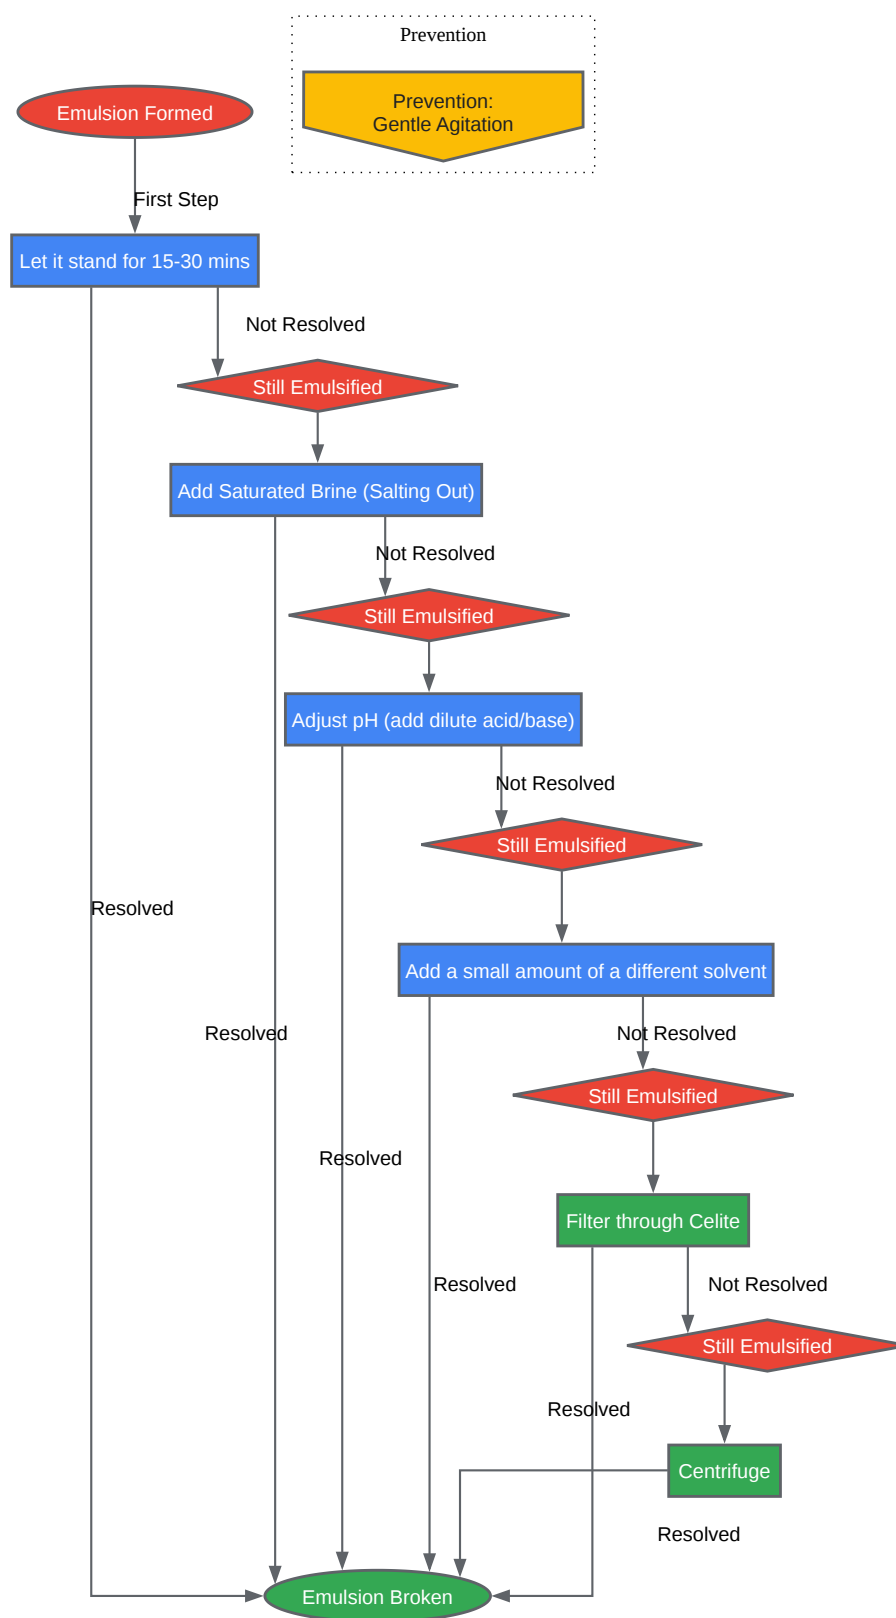 Prevention
Prevention:
Gentle Agitation
Emulsion Formed
First Step
Let it stand for 15-30 mins
Not Resolved
Still Emulsified
Add Saturated Brine (Salting Out)
Not Resolved
Still Emulsified
Adjust pH (add dilute acid/base)
Not Resolved
Still Emulsified
Resolved
Add a small amount of a different solvent
Resolved
Not Resolved
Still Emulsified
Resolved
Filter through Celite
Resolved
Not Resolved
Still Emulsified
Resolved
Centrifuge
Resolved
Emulsion Broken